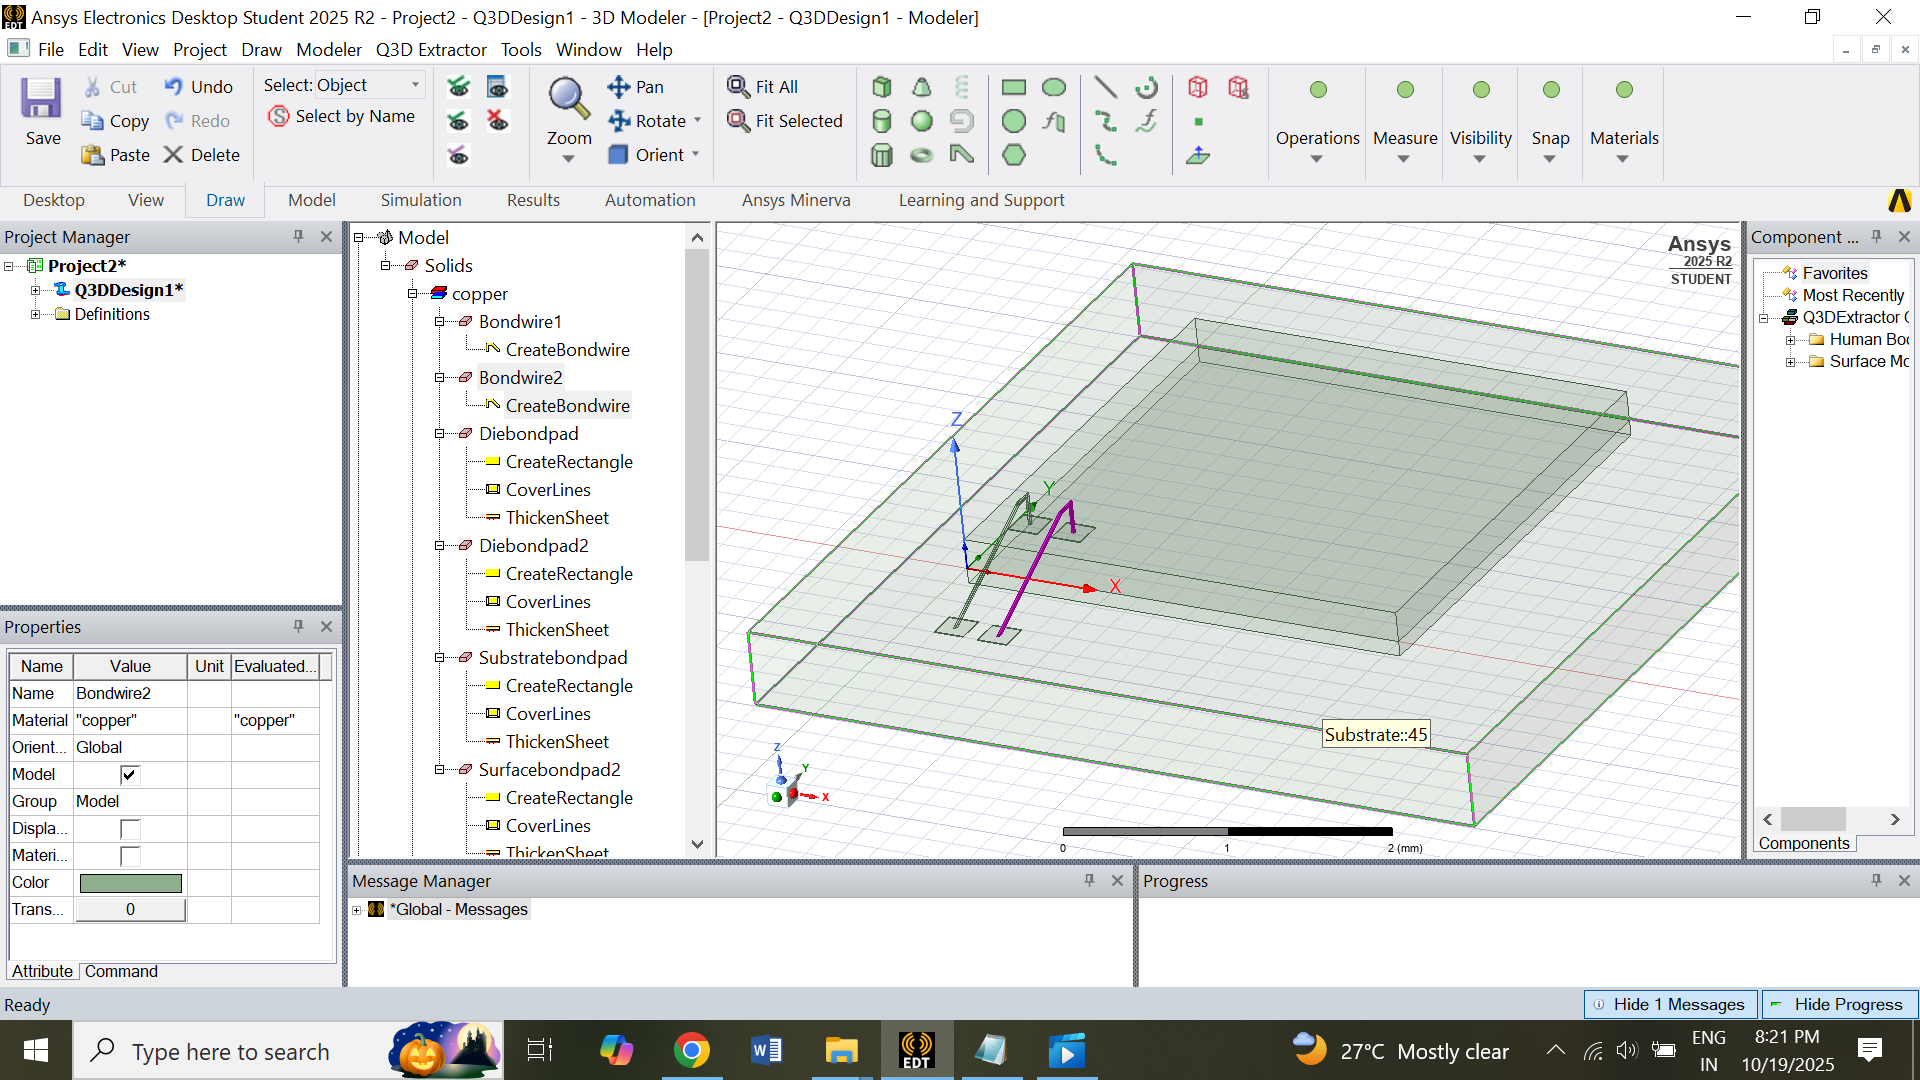 Ansys Electronics Desktop Student 2025 R2 - Project2 - Q3DDesign1 - 3D Modeler - [Project2 - Q3DDesign1 - Modeler]
File Edit View Project Draw Modeler Q3D Extractor Tools Window Help
Save
Cut
Copy
Paste
Undo
Redo
Delete
Select: Object
Select by Name
Zoom
Pan
Rotate
Orient
Fit All
Fit Selected
Operations
Measure
Visibility
Snap
Materials
Desktop View Draw Model Simulation Results Automation Ansys Minerva Learning and Support
Project Manager
Project2*
Q3DDesign1*
Definitions
Properties
Name Value Unit Evaluated...
Name Bondwire2
Material "copper" "copper"
Orient... Global
Model
Group Model
Displa...
Materi...
Color
Trans... 0
Attribute Command
Model
Solids
copper
Bondwire1
CreateBondwire
Bondwire2
CreateBondwire
Diebondpad
CreateRectangle
CoverLines
ThickenSheet
Diebondpad2
CreateRectangle
CoverLines
ThickenSheet
Substratebondpad
CreateRectangle
CoverLines
ThickenSheet
Surfacebondpad2
CreateRectangle
CoverLines
ThickenSheet
Ansys
2025 R2
STUDENT
Z
Y
X
Substrate::45
Z
Y
X
0 1 2 (mm)
Component ...
Favorites
Most Recently
Q3DExtractor
Human Bo
Surface Mo
Components
Message Manager
*Global - Messages
Progress
Ready
Hide 1 Messages
Hide Progress
Type here to search
EDT
27°C Mostly clear
ENG
IN
8:21 PM
10/19/2025